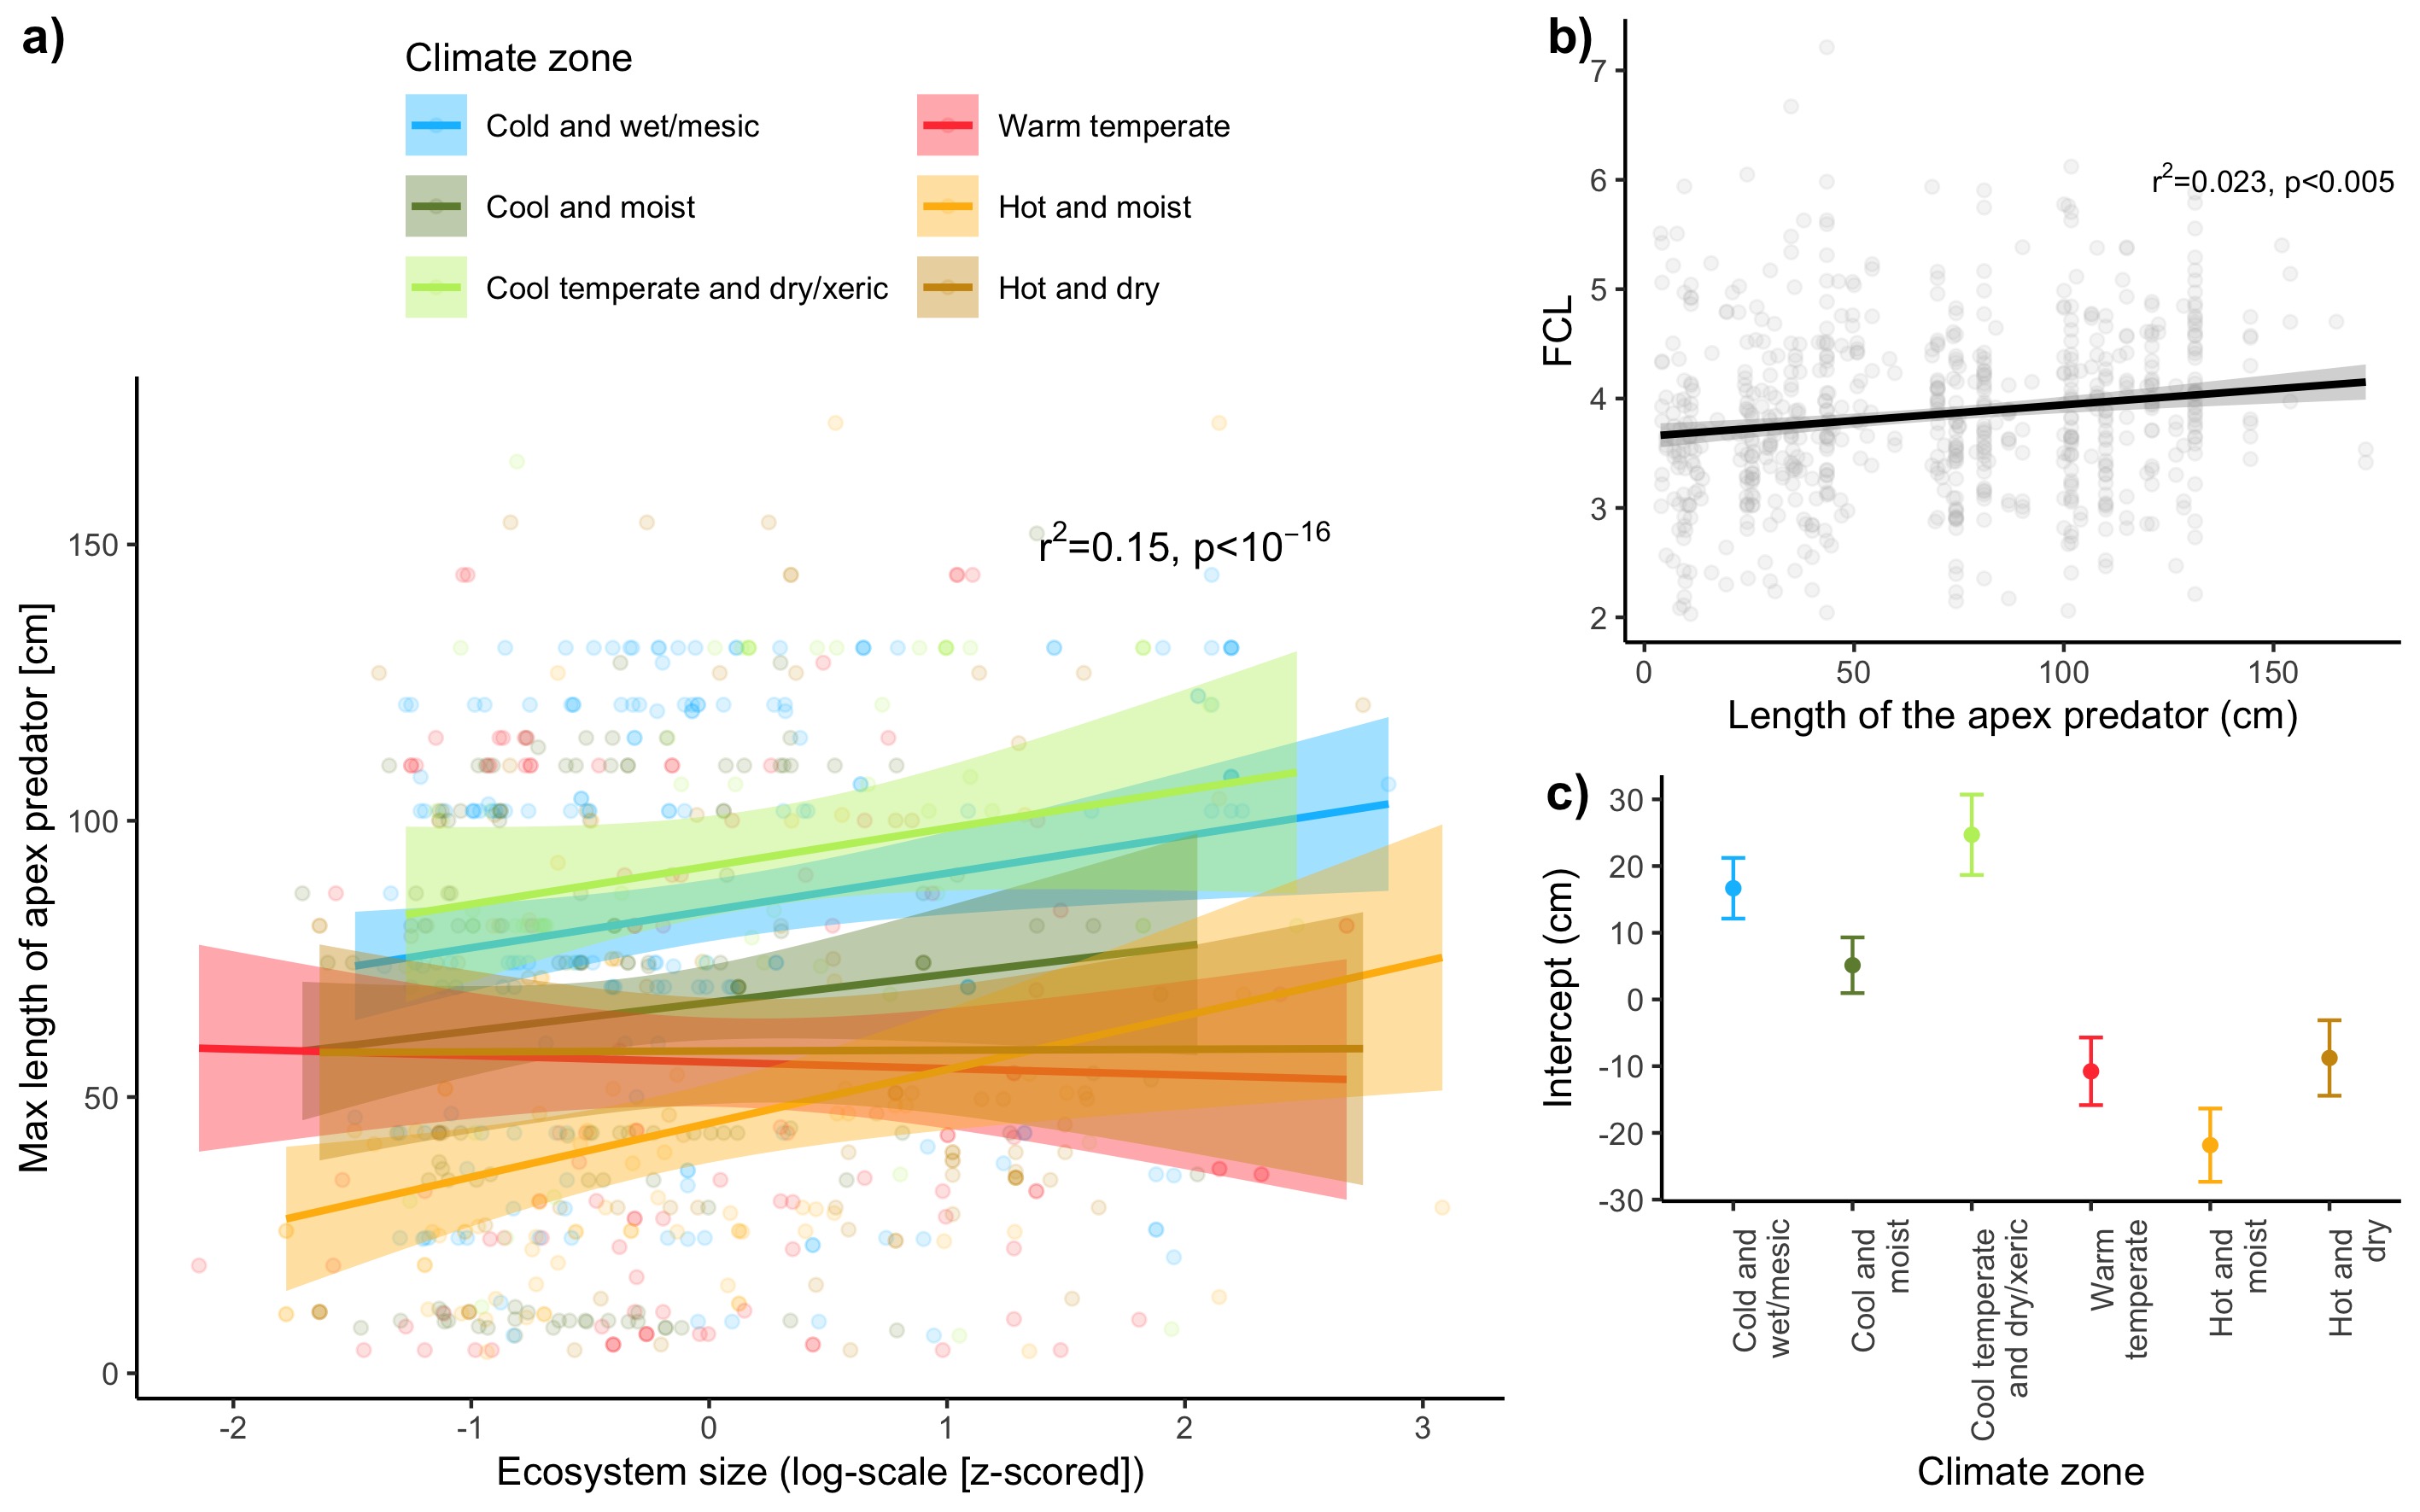 a)
Climate zone
Cold and wet/mesic
Cool and moist
Cool temperate and dry/xeric
Warm temperate
Hot and moist
Hot and dry
r²=0.15, p<10⁻¹⁶
Max length of apex predator [cm]
150
100
50
0
-2
-1
0
1
2
3
Ecosystem size (log-scale [z-scored])
b)
r²=0.023, p<0.005
FCL
7
6
5
4
3
2
0
50
100
150
Length of the apex predator (cm)
c)
Intercept (cm)
30
20
10
0
-10
-20
-30
Cold and
wet/mesic
Cool and
moist
Cool temperate
and dry/xeric
Warm
temperate
Hot and
moist
Hot and
dry
Climate zone